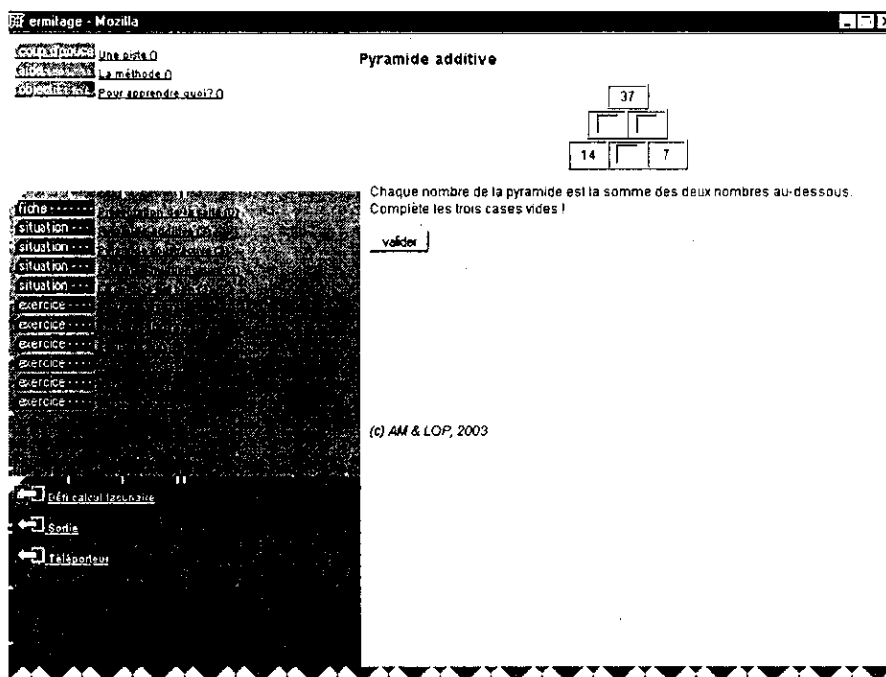 ermitage - Mozilla
coup d'pouce Une piste ()
La méthode ()
Pour apprendre quoi? ()
Pyramide additive
37
14 7
Chaque nombre de la pyramide est la somme des deux nombres au-dessous.
Complète les trois cases vides !
valider
fiche
situation
situation
situation
situation
exercice
exercice
exercice
exercice
exercice
exercice
(c) AM & LOP, 2003
Défi calcul lacunaire
Sortie
Téléporteur